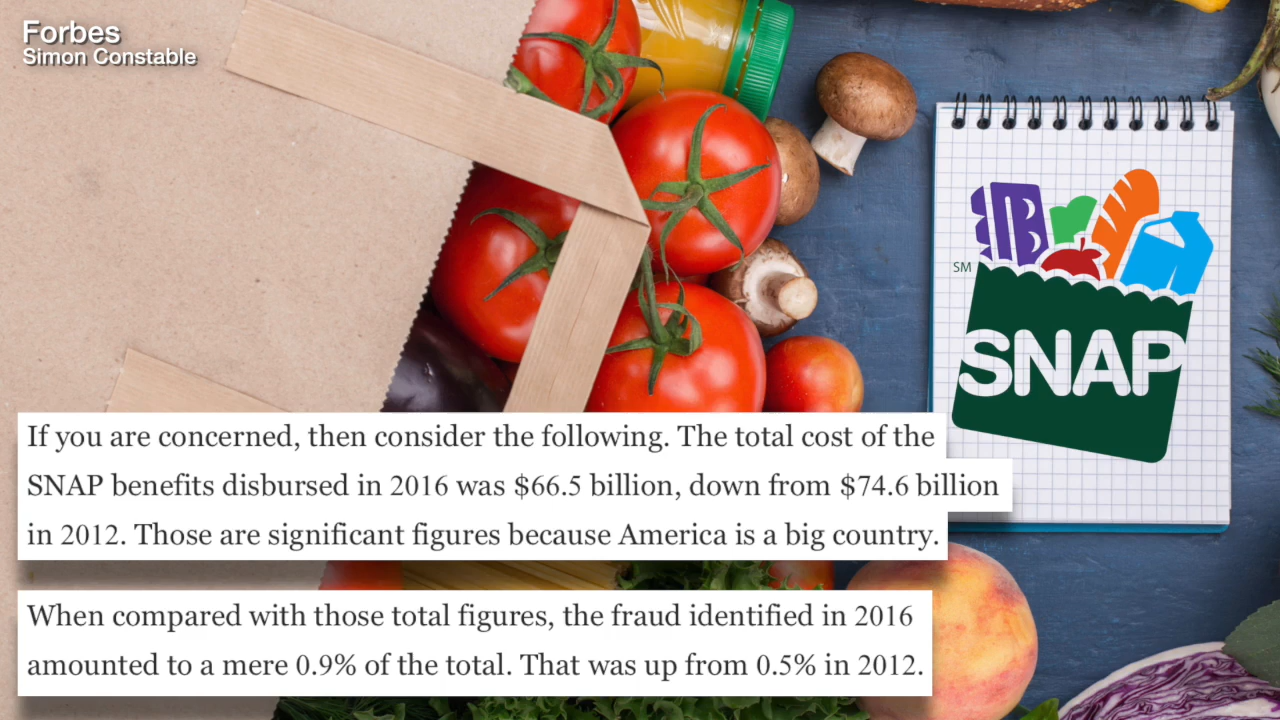 Forbes
Simon Constable
SM
SNAP
If you are concerned, then consider the following. The total cost of the
SNAP benefits disbursed in 2016 was $66.5 billion, down from $74.6 billion
in 2012. Those are significant figures because America is a big country.
When compared with those total figures, the fraud identified in 2016
amounted to a mere 0.9% of the total. That was up from 0.5% in 2012.